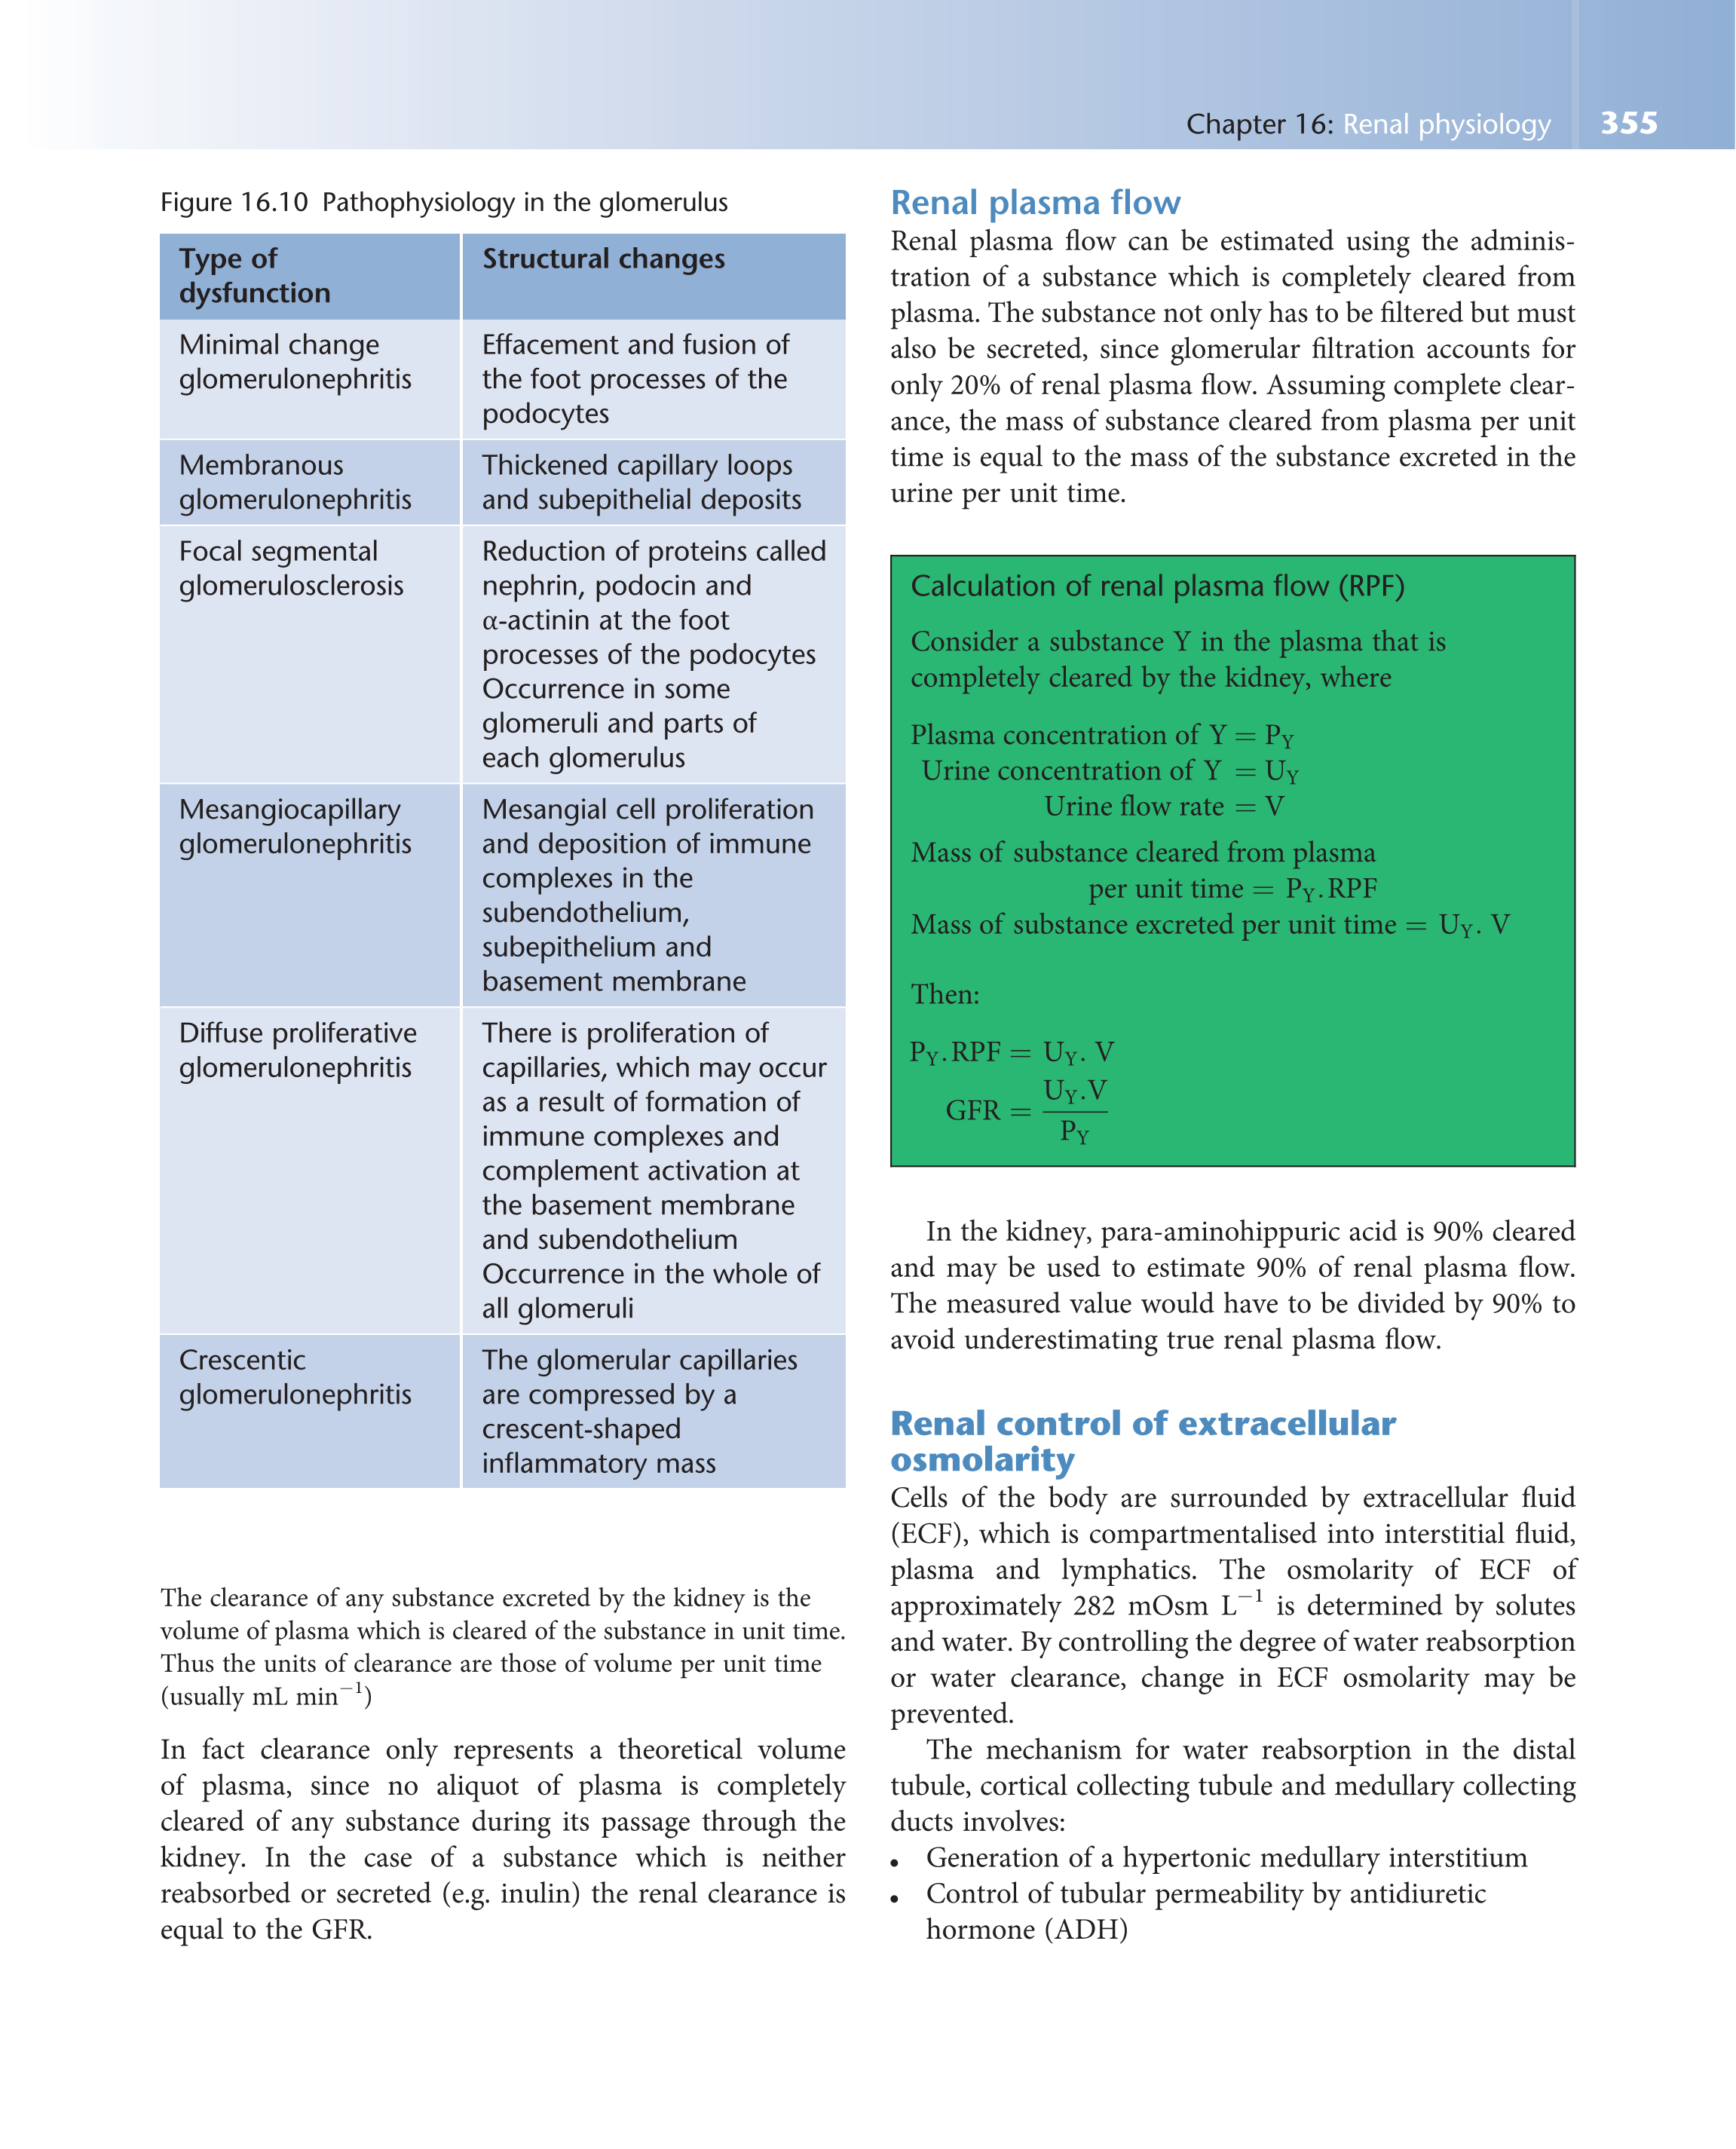 Chapter 16: Renal physiology 355
Figure 16.10 Pathophysiology in the glomerulus
Type of
dysfunction
Structural changes
Minimal change
glomerulonephritis
Effacement and fusion of
the foot processes of the
podocytes
Membranous
glomerulonephritis
Thickened capillary loops
and subepithelial deposits
Focal segmental
glomerulosclerosis
Reduction of proteins called
nephrin, podocin and
α-actinin at the foot
processes of the podocytes
Occurrence in some
glomeruli and parts of
each glomerulus
Mesangiocapillary
glomerulonephritis
Mesangial cell proliferation
and deposition of immune
complexes in the
subendothelium,
subepithelium and
basement membrane
Diffuse proliferative
glomerulonephritis
There is proliferation of
capillaries, which may occur
as a result of formation of
immune complexes and
complement activation at
the basement membrane
and subendothelium
Occurrence in the whole of
all glomeruli
Crescentic
glomerulonephritis
The glomerular capillaries
are compressed by a
crescent-shaped
inflammatory mass
The clearance of any substance excreted by the kidney is the
volume of plasma which is cleared of the substance in unit time.
Thus the units of clearance are those of volume per unit time
(usually mL min⁻¹)
In fact clearance only represents a theoretical volume
of plasma, since no aliquot of plasma is completely
cleared of any substance during its passage through the
kidney. In the case of a substance which is neither
reabsorbed or secreted (e.g. inulin) the renal clearance is
equal to the GFR.
Renal plasma flow
Renal plasma flow can be estimated using the adminis-
tration of a substance which is completely cleared from
plasma. The substance not only has to be filtered but must
also be secreted, since glomerular filtration accounts for
only 20% of renal plasma flow. Assuming complete clear-
ance, the mass of substance cleared from plasma per unit
time is equal to the mass of the substance excreted in the
urine per unit time.
Calculation of renal plasma flow (RPF)
Consider a substance Y in the plasma that is
completely cleared by the kidney, where
Plasma concentration of Y = P_Y
Urine concentration of Y = U_Y
Urine flow rate = V
Mass of substance cleared from plasma
per unit time = P_Y.RPF
Mass of substance excreted per unit time = U_Y. V
Then:
P_Y.RPF = U_Y. V
GFR = U_Y.V / P_Y
In the kidney, para-aminohippuric acid is 90% cleared
and may be used to estimate 90% of renal plasma flow.
The measured value would have to be divided by 90% to
avoid underestimating true renal plasma flow.
Renal control of extracellular
osmolarity
Cells of the body are surrounded by extracellular fluid
(ECF), which is compartmentalised into interstitial fluid,
plasma and lymphatics. The osmolarity of ECF of
approximately 282 mOsm L⁻¹ is determined by solutes
and water. By controlling the degree of water reabsorption
or water clearance, change in ECF osmolarity may be
prevented.
The mechanism for water reabsorption in the distal
tubule, cortical collecting tubule and medullary collecting
ducts involves:
• Generation of a hypertonic medullary interstitium
• Control of tubular permeability by antidiuretic
hormone (ADH)